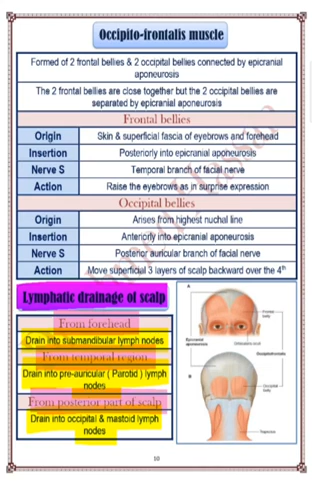 Occipito-frontalis muscle
Formed of 2 frontal bellies & 2 occipital bellies connected by epicranial
aponeurosis
The 2 frontal bellies are close together but the 2 occipital bellies are
separated by epicranial aponeurosis
Frontal bellies
Origin Skin & superficial fascia of eyebrows and forehead
Insertion Posteriorly into epicranial aponeurosis
Nerve S Temporal branch of facial nerve
Action Raise the eyebrows as in surprise expression
Occipital bellies
Origin Arises from highest nuchal line
Insertion Anteriorly into epicranial aponeurosis
Nerve S Posterior auricular branch of facial nerve
Action Move superficial 3 layers of scalp backward over the 4th
Lymphatic drainage of scalp
From forehead
Drain into submandibular lymph nodes
From temporal region
Drain into pre-auricular ( Parotid ) lymph
nodes
From posterior part of scalp
Drain into occipital & mastoid lymph
nodes
A
Frontal
belly
Epicranial
aponeurosis
Occipitofrontalis
B
Occipital
belly
Trapezius
10